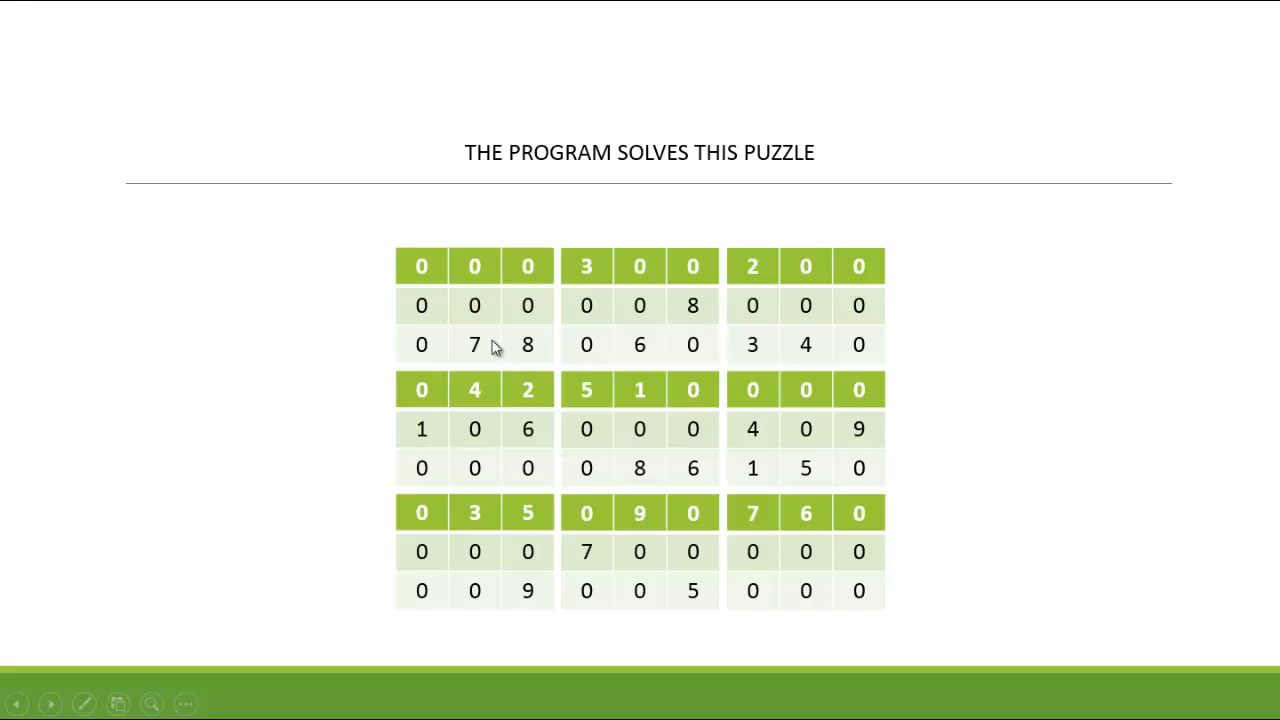 THE PROGRAM SOLVES THIS PUZZLE
0 0 0 3 0 0 2 0 0
0 0 0 0 0 8 0 0 0
0 7 8 0 6 0 3 4 0
0 4 2 5 1 0 0 0 0
1 0 6 0 0 0 4 0 9
0 0 0 0 8 6 1 5 0
0 3 5 0 9 0 7 6 0
0 0 0 7 0 0 0 0 0
0 0 9 0 0 5 0 0 0